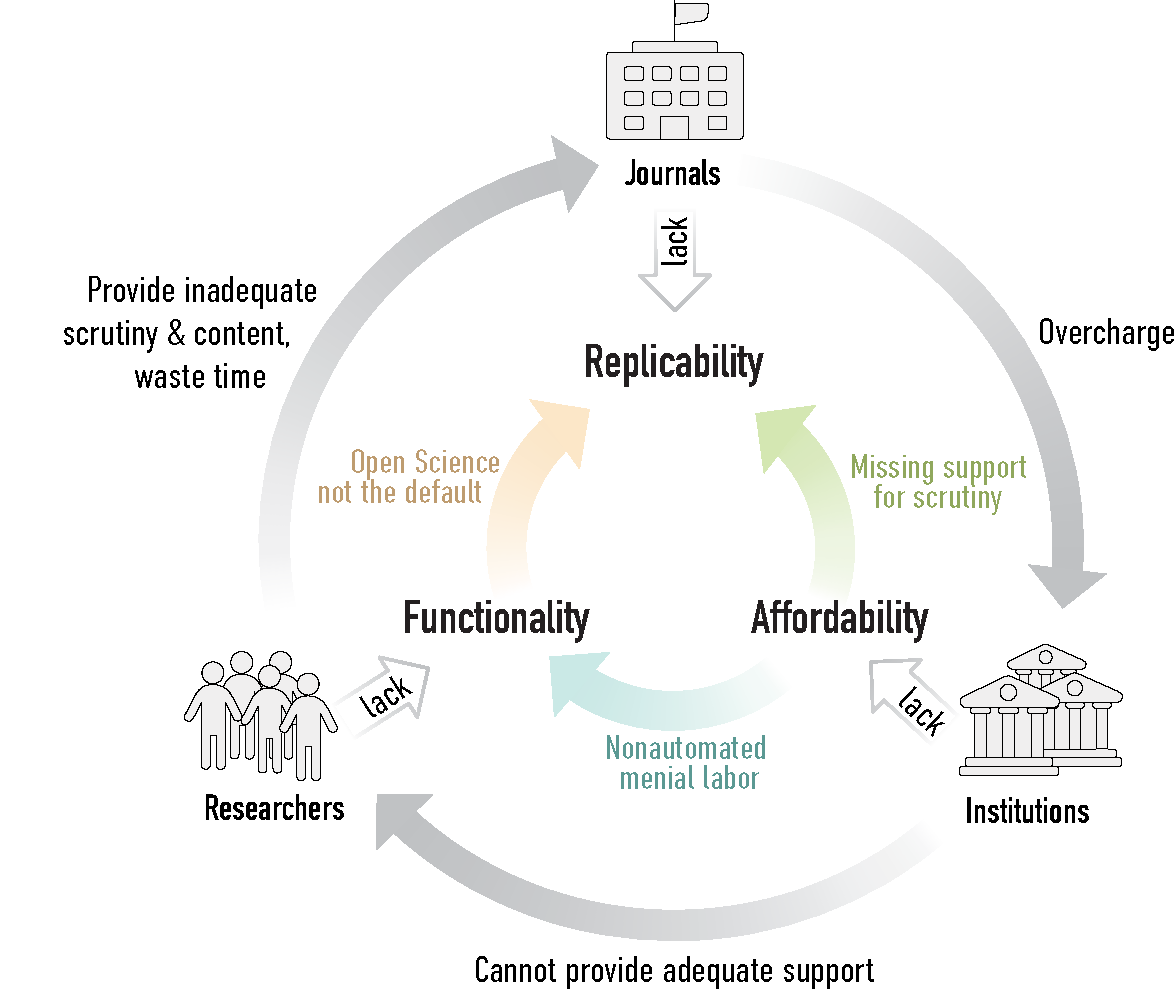 Journals
lack
Provide inadequate
scrutiny & content,
waste time
Overcharge
Replicability
Open Science
not the default
Missing support
for scrutiny
Functionality
Affordability
lack
lack
Nonautomated
menial labor
Researchers
Institutions
Cannot provide adequate support